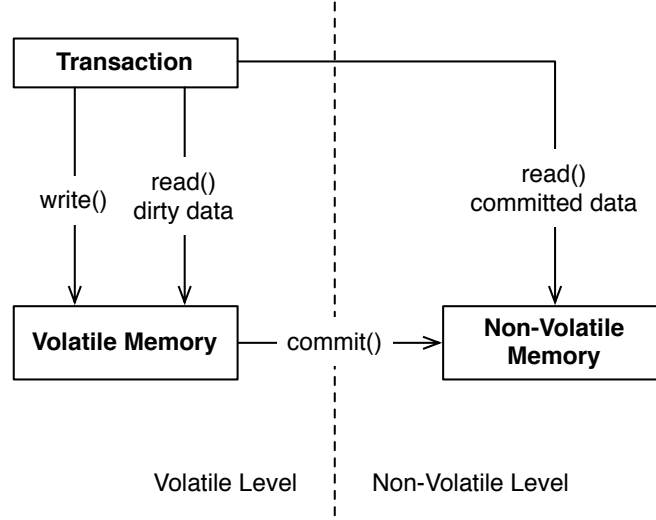 Transaction
write()
read()
dirty data
read()
committed data
Volatile Memory
commit()
Non-Volatile
Memory
Volatile Level
Non-Volatile Level